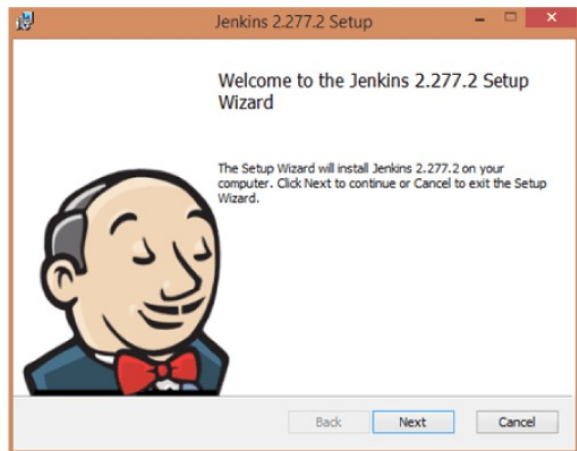 Jenkins 2.277.2 Setup
Welcome to the Jenkins 2.277.2 Setup
Wizard
The Setup Wizard will install Jenkins 2.277.2 on your
computer. Click Next to continue or Cancel to exit the Setup
Wizard.
Back Next Cancel